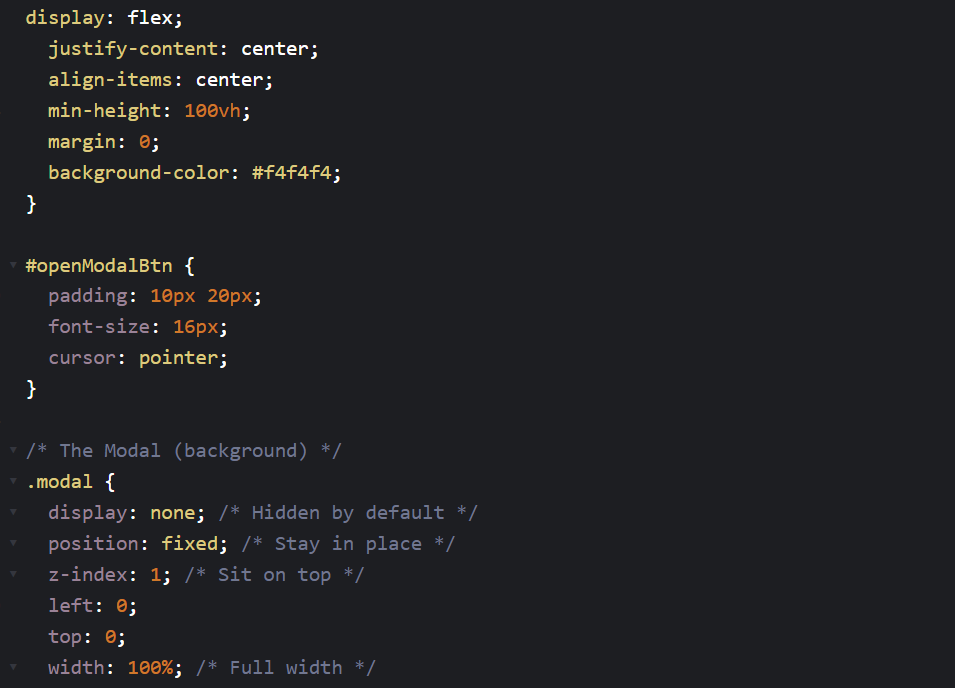 display: flex;
justify-content: center;
align-items: center;
min-height: 100vh;
margin: 0;
background-color: #f4f4f4;
}
#openModalBtn {
padding: 10px 20px;
font-size: 16px;
cursor: pointer;
}
/* The Modal (background) */
.modal {
display: none; /* Hidden by default */
position: fixed; /* Stay in place */
z-index: 1; /* Sit on top */
left: 0;
top: 0;
width: 100%; /* Full width */